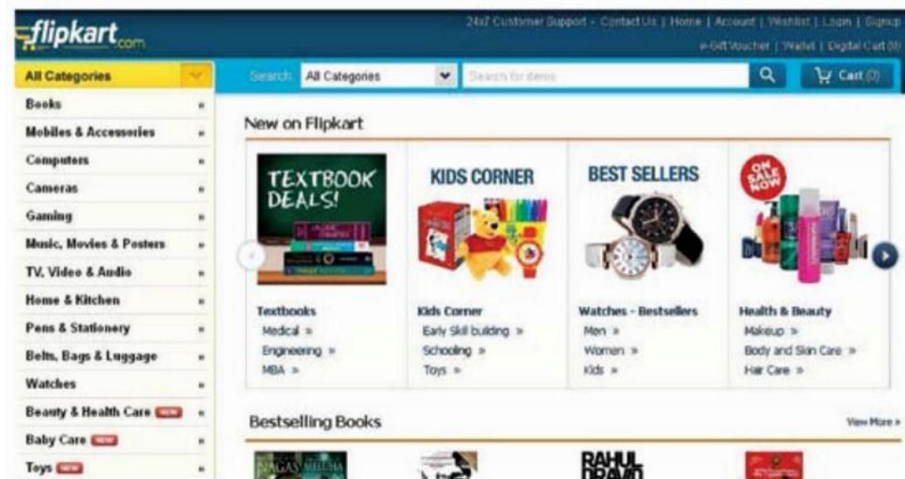 flipkart.com
24x7 Customer Support - Contact Us | Home | Account | Wishlist | Login | Signup
e-Gift Voucher | Wallet | Digital Cart (0)
All Categories
Search: All Categories Search for items Cart (0)
Books
Mobiles & Accessories
Computers
Cameras
Gaming
Music, Movies & Posters
TV, Video & Audio
Home & Kitchen
Pens & Stationery
Belts, Bags & Luggage
Watches
Beauty & Health Care NEW
Baby Care NEW
Toys NEW
New on Flipkart
TEXTBOOK
DEALS!
Textbooks
Medical »
Engineering »
MBA »
KIDS CORNER
Kids Corner
Early Skill building »
Schooling »
Toys »
BEST SELLERS
Watches - Bestsellers
Men »
Women »
Kids »
ON
SALE
NOW
Health & Beauty
Makeup »
Body and Skin Care »
Hair Care »
Bestselling Books
View More »
NAGAS MELUHA
RAHUL
DRAVID